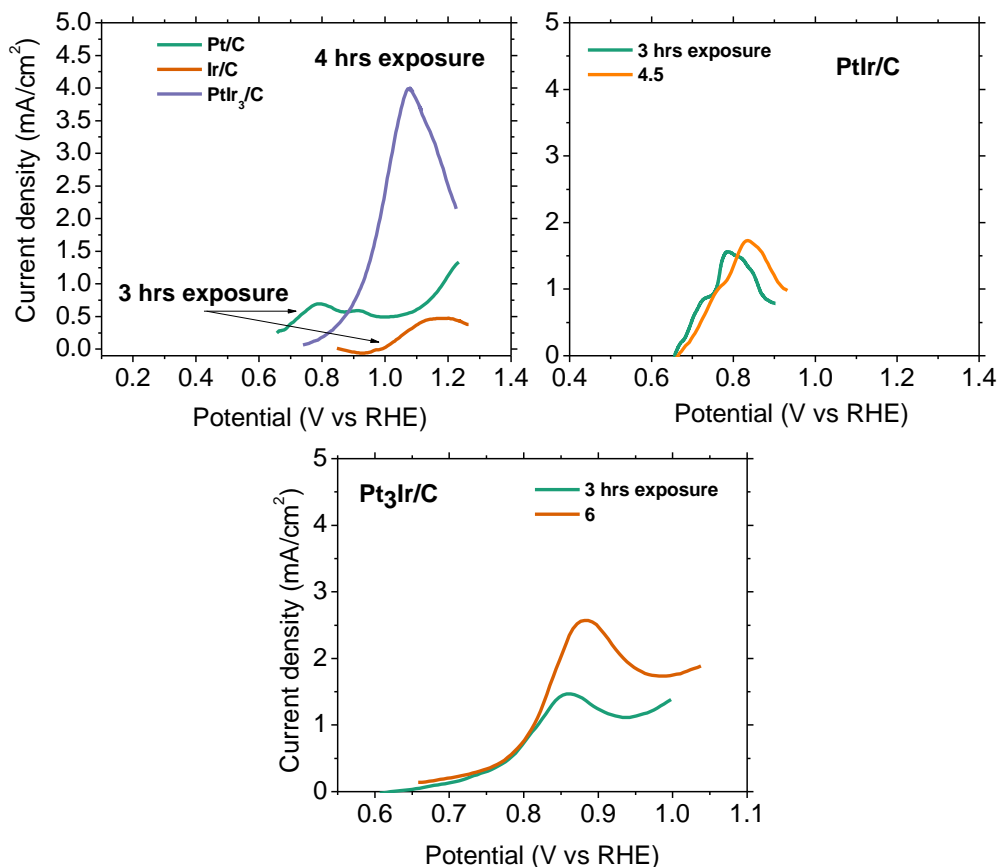 Current density (mA/cm²)
5.0
4.5
4.0
3.5
3.0
2.5
2.0
1.5
1.0
0.5
0.0
Pt/C
Ir/C
PtIr₃/C
4 hrs exposure
3 hrs exposure
0.2 0.4 0.6 0.8 1.0 1.2 1.4
Potential (V vs RHE)
5
4
3
2
1
0
3 hrs exposure
4.5
PtIr/C
0.4 0.6 0.8 1.0 1.2 1.4
Potential (V vs RHE)
Current density (mA/cm²)
5
4
3
2
1
0
Pt₃Ir/C
3 hrs exposure
6
0.6 0.7 0.8 0.9 1.0 1.1
Potential (V vs RHE)